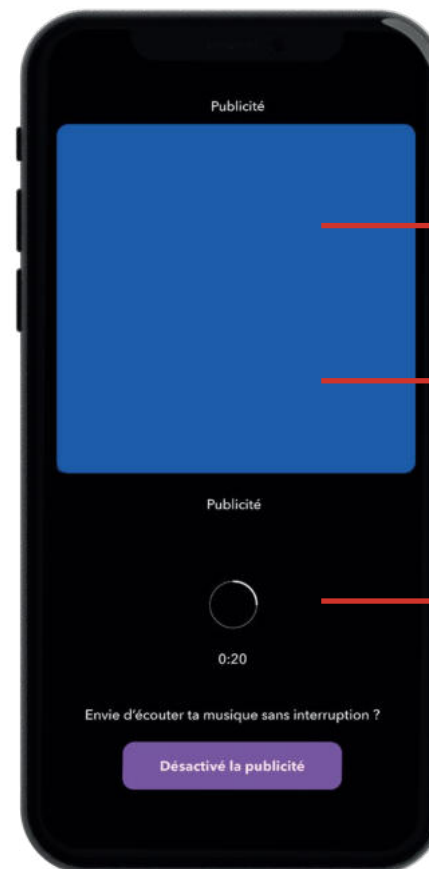 Publicité
Publicité
0:20
Envie d'écouter ta musique sans interruption ?
Désactivé la publicité